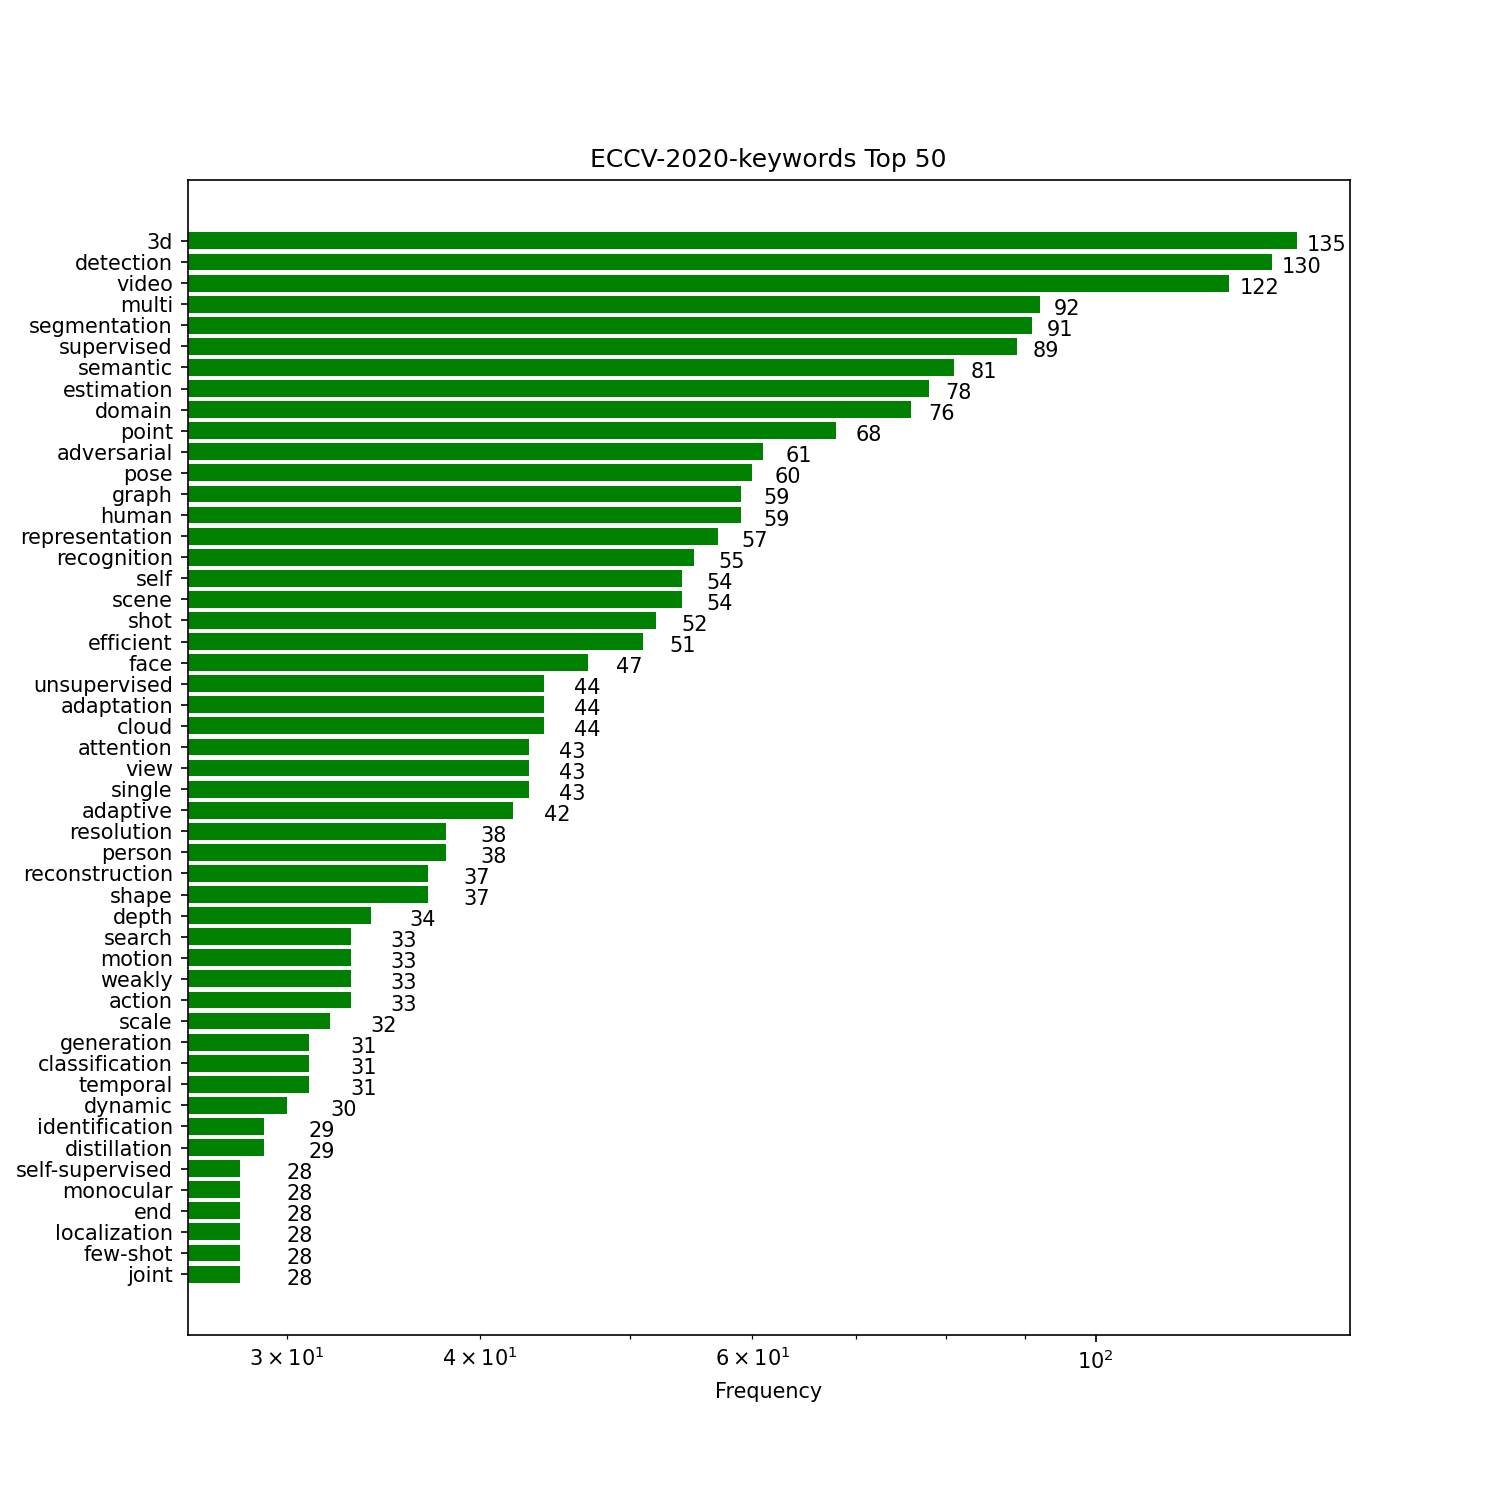 ECCV-2020-keywords Top 50
3d 135
detection 130
video 122
multi 92
segmentation 91
supervised 89
semantic 81
estimation 78
domain 76
point 68
adversarial 61
pose 60
graph 59
human 59
representation 57
recognition 55
self 54
scene 54
shot 52
efficient 51
face 47
unsupervised 44
adaptation 44
cloud 44
attention 43
view 43
single 43
adaptive 42
resolution 38
person 38
reconstruction 37
shape 37
depth 34
search 33
motion 33
weakly 33
action 33
scale 32
generation 31
classification 31
temporal 31
dynamic 30
identification 29
distillation 29
self-supervised 28
monocular 28
end 28
localization 28
few-shot 28
joint 28
3 × 10¹ 4 × 10¹ 6 × 10¹ 10²
Frequency